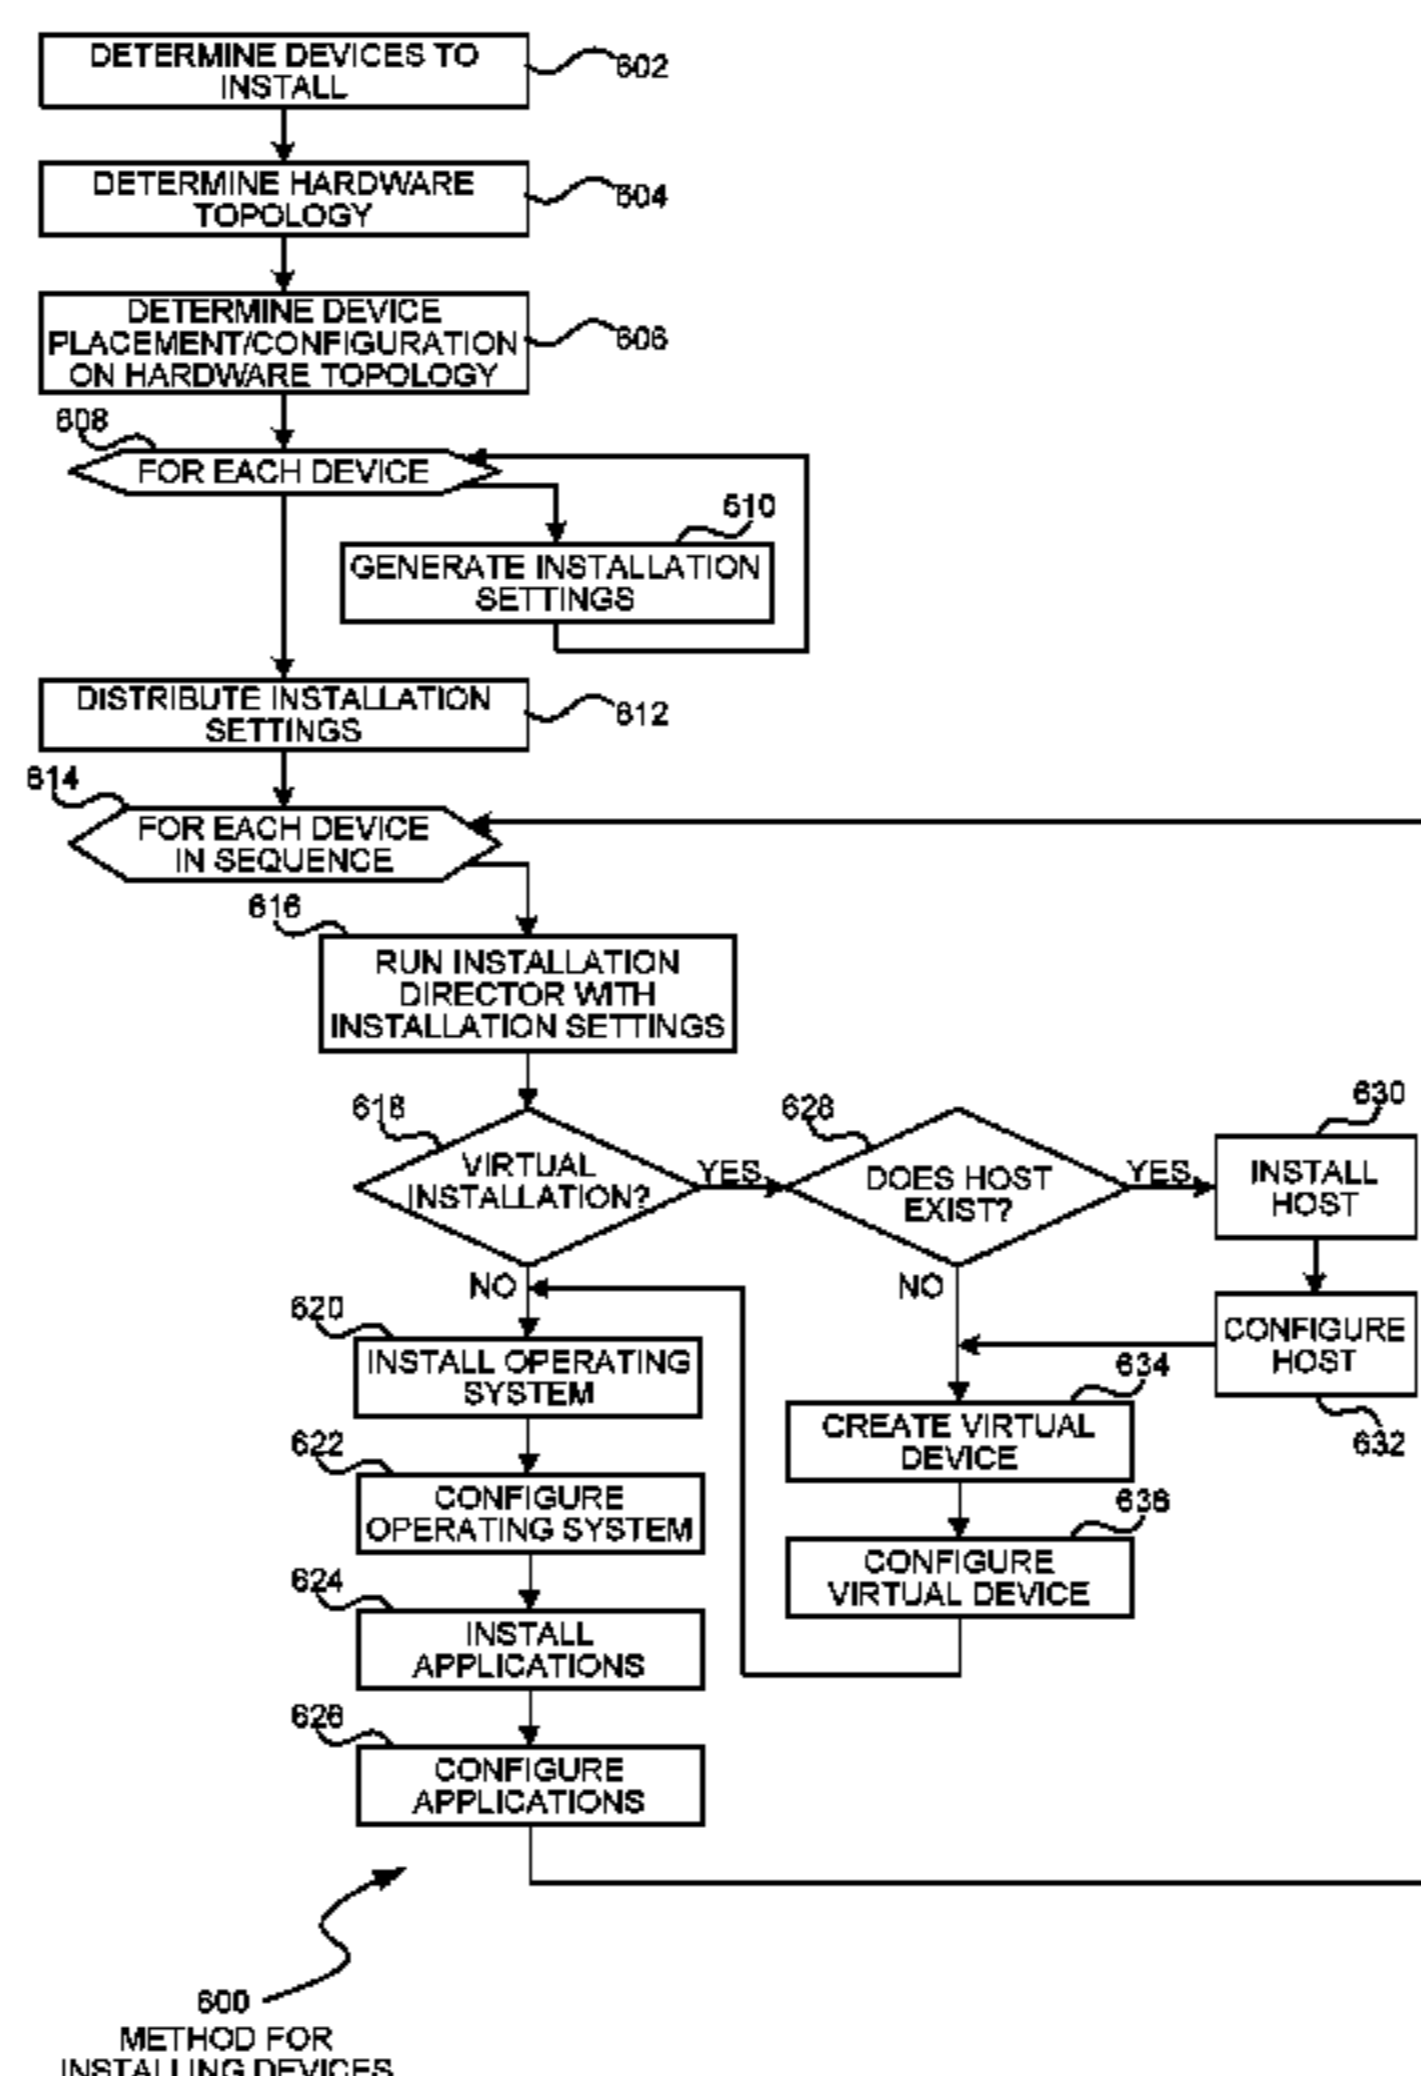 DETERMINE DEVICES TO
INSTALL
602
DETERMINE HARDWARE
TOPOLOGY
604
DETERMINE DEVICE
PLACEMENT/CONFIGURATION
ON HARDWARE TOPOLOGY
606
608
FOR EACH DEVICE
510
GENERATE INSTALLATION
SETTINGS
DISTRIBUTE INSTALLATION
SETTINGS
612
614
FOR EACH DEVICE
IN SEQUENCE
616
RUN INSTALLATION
DIRECTOR WITH
INSTALLATION SETTINGS
618
VIRTUAL
INSTALLATION?
YES
628
DOES HOST
EXIST?
YES
630
INSTALL
HOST
NO
NO
620
INSTALL OPERATING
SYSTEM
CONFIGURE
HOST
632
634
CREATE VIRTUAL
DEVICE
622
CONFIGURE
OPERATING SYSTEM
636
CONFIGURE
VIRTUAL DEVICE
624
INSTALL
APPLICATIONS
626
CONFIGURE
APPLICATIONS
600
METHOD FOR
INSTALLING DEVICES